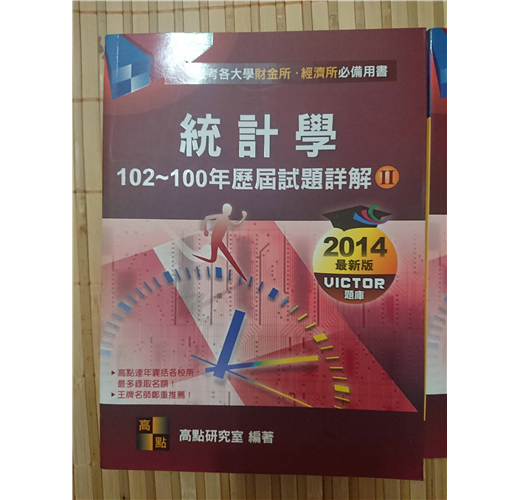 考各大學財金所·經濟所必備用書
統計學
102~100年歷屆試題詳解 II
2014
最新版
VICTOR
題庫
▸高點連年囊括各校所,
最多錄取名額!
▸王牌名師鄭重推薦!
高點
高點研究室 編著